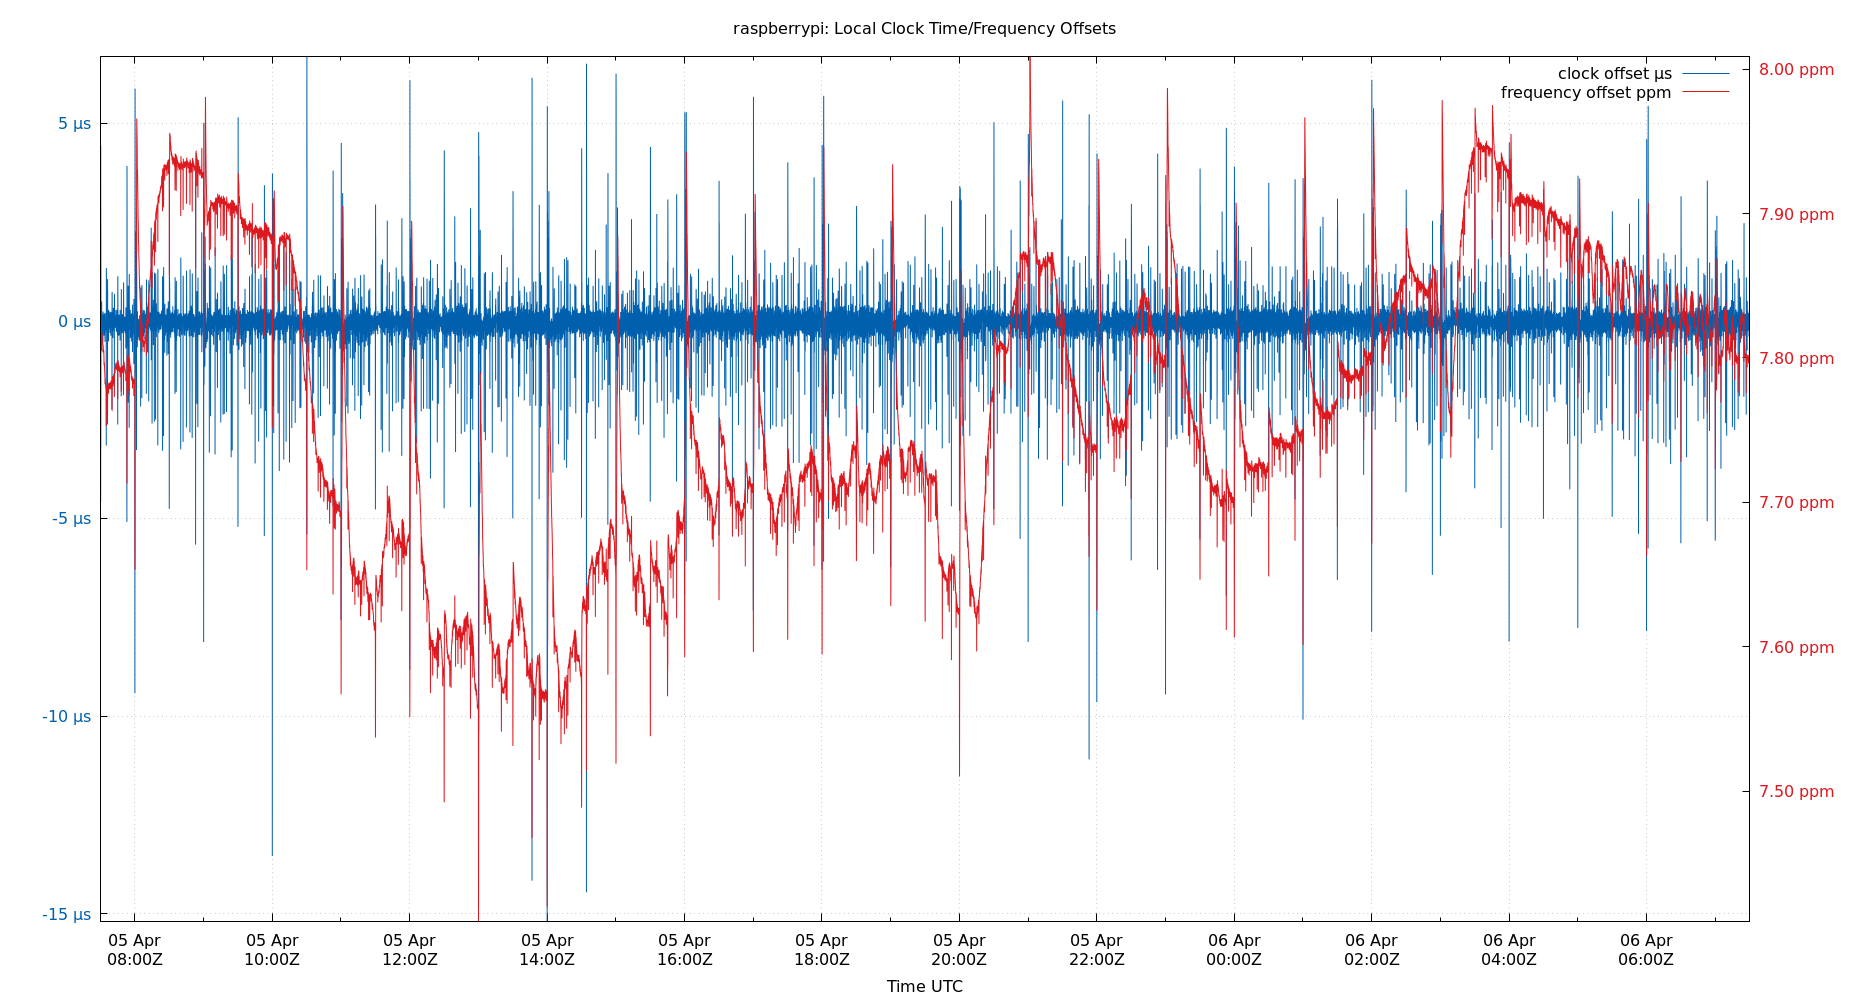 raspberrypi: Local Clock Time/Frequency Offsets
clock offset µs
frequency offset ppm
5 µs
0 µs
-5 µs
-10 µs
-15 µs
8.00 ppm
7.90 ppm
7.80 ppm
7.70 ppm
7.60 ppm
7.50 ppm
05 Apr 05 Apr 05 Apr 05 Apr 05 Apr 05 Apr 05 Apr 05 Apr 06 Apr 06 Apr 06 Apr 06 Apr
08:00Z 10:00Z 12:00Z 14:00Z 16:00Z 18:00Z 20:00Z 22:00Z 00:00Z 02:00Z 04:00Z 06:00Z
Time UTC